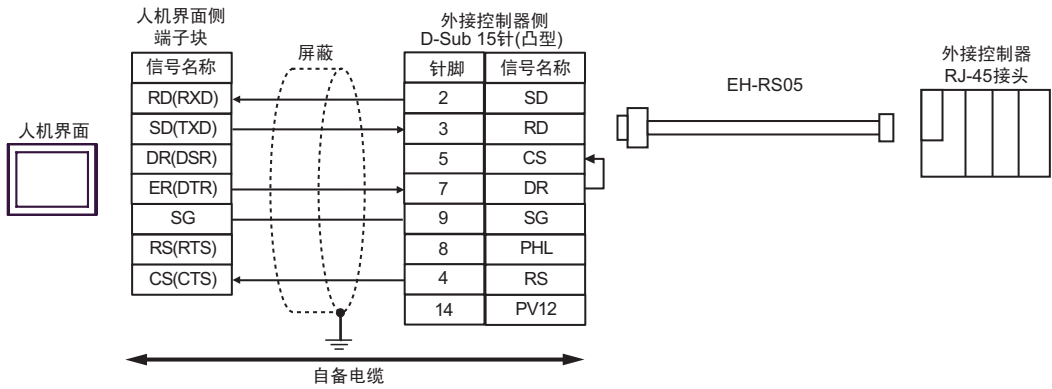 人机界面
人机界面侧
端子块
信号名称
RD(RXD)
SD(TXD)
DR(DSR)
ER(DTR)
SG
RS(RTS)
CS(CTS)
屏蔽
外接控制器侧
D-Sub 15针(凸型)
针脚 信号名称
2 SD
3 RD
5 CS
7 DR
9 SG
8 PHL
4 RS
14 PV12
自备电缆
EH-RS05
外接控制器
RJ-45接头